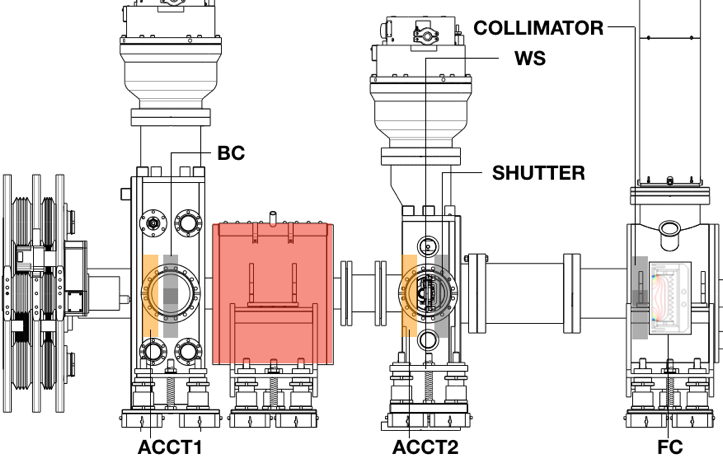 COLLIMATOR
WS
BC
SHUTTER
ACCT1
ACCT2
FC